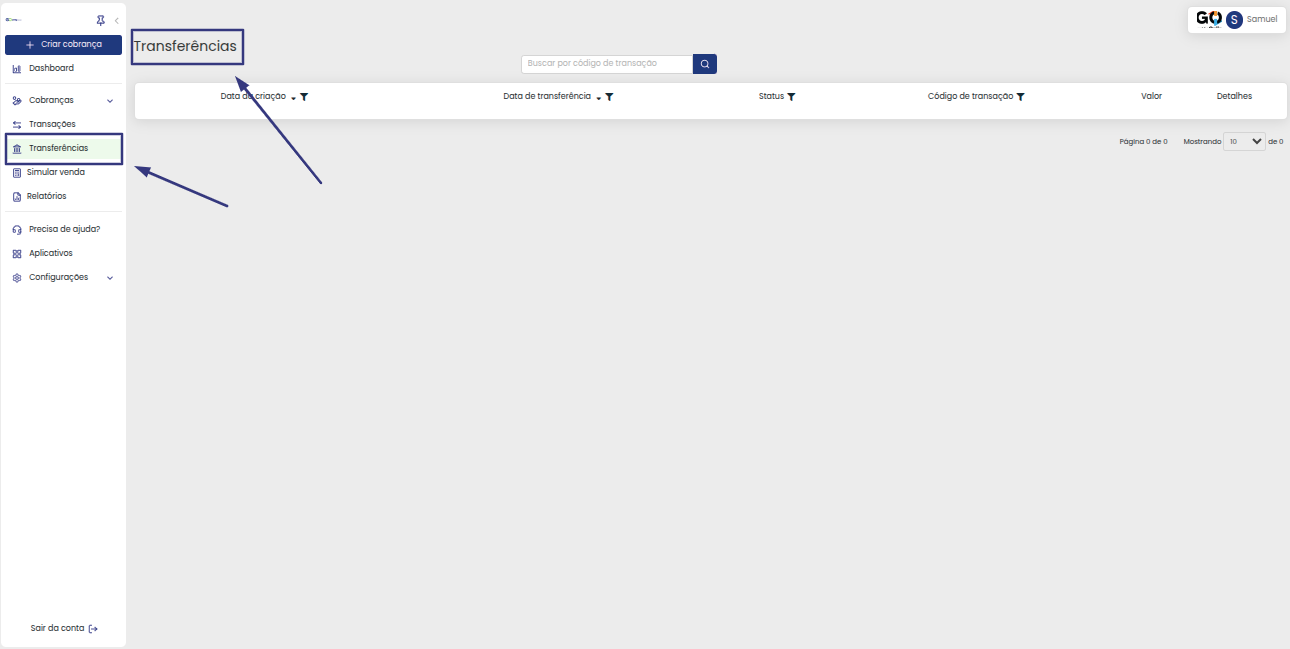 Criar cobrança
Dashboard
Cobranças
Transações
Transferências
Simular venda
Relatórios
Precisa de ajuda?
Aplicativos
Configurações
Sair da conta
Transferências
Buscar por código de transação
GO
S
Samuel
Data de criação
Data de transferência
Status
Código de transação
Valor
Detalhes
Página 0 de 0
Mostrando 10 de 0